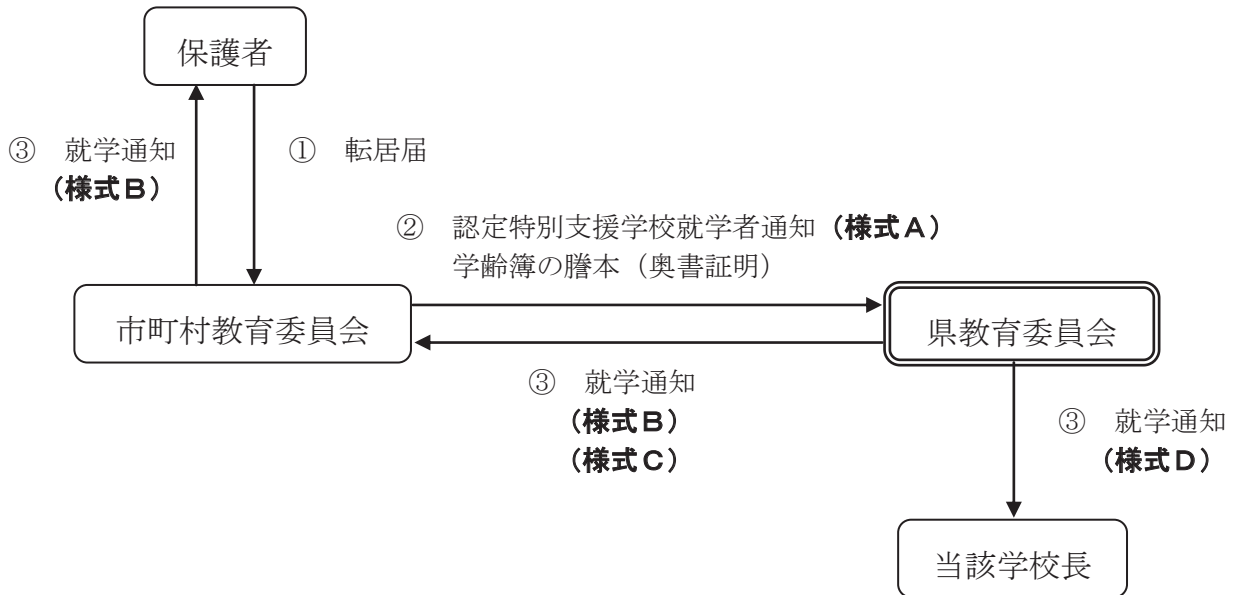 保護者
③ 就学通知
（様式Ｂ）
① 転居届
② 認定特別支援学校就学者通知（様式Ａ）
学齢簿の謄本（奥書証明）
市町村教育委員会
県教育委員会
③ 就学通知
（様式Ｂ）
（様式Ｃ）
③ 就学通知
（様式Ｄ）
当該学校長